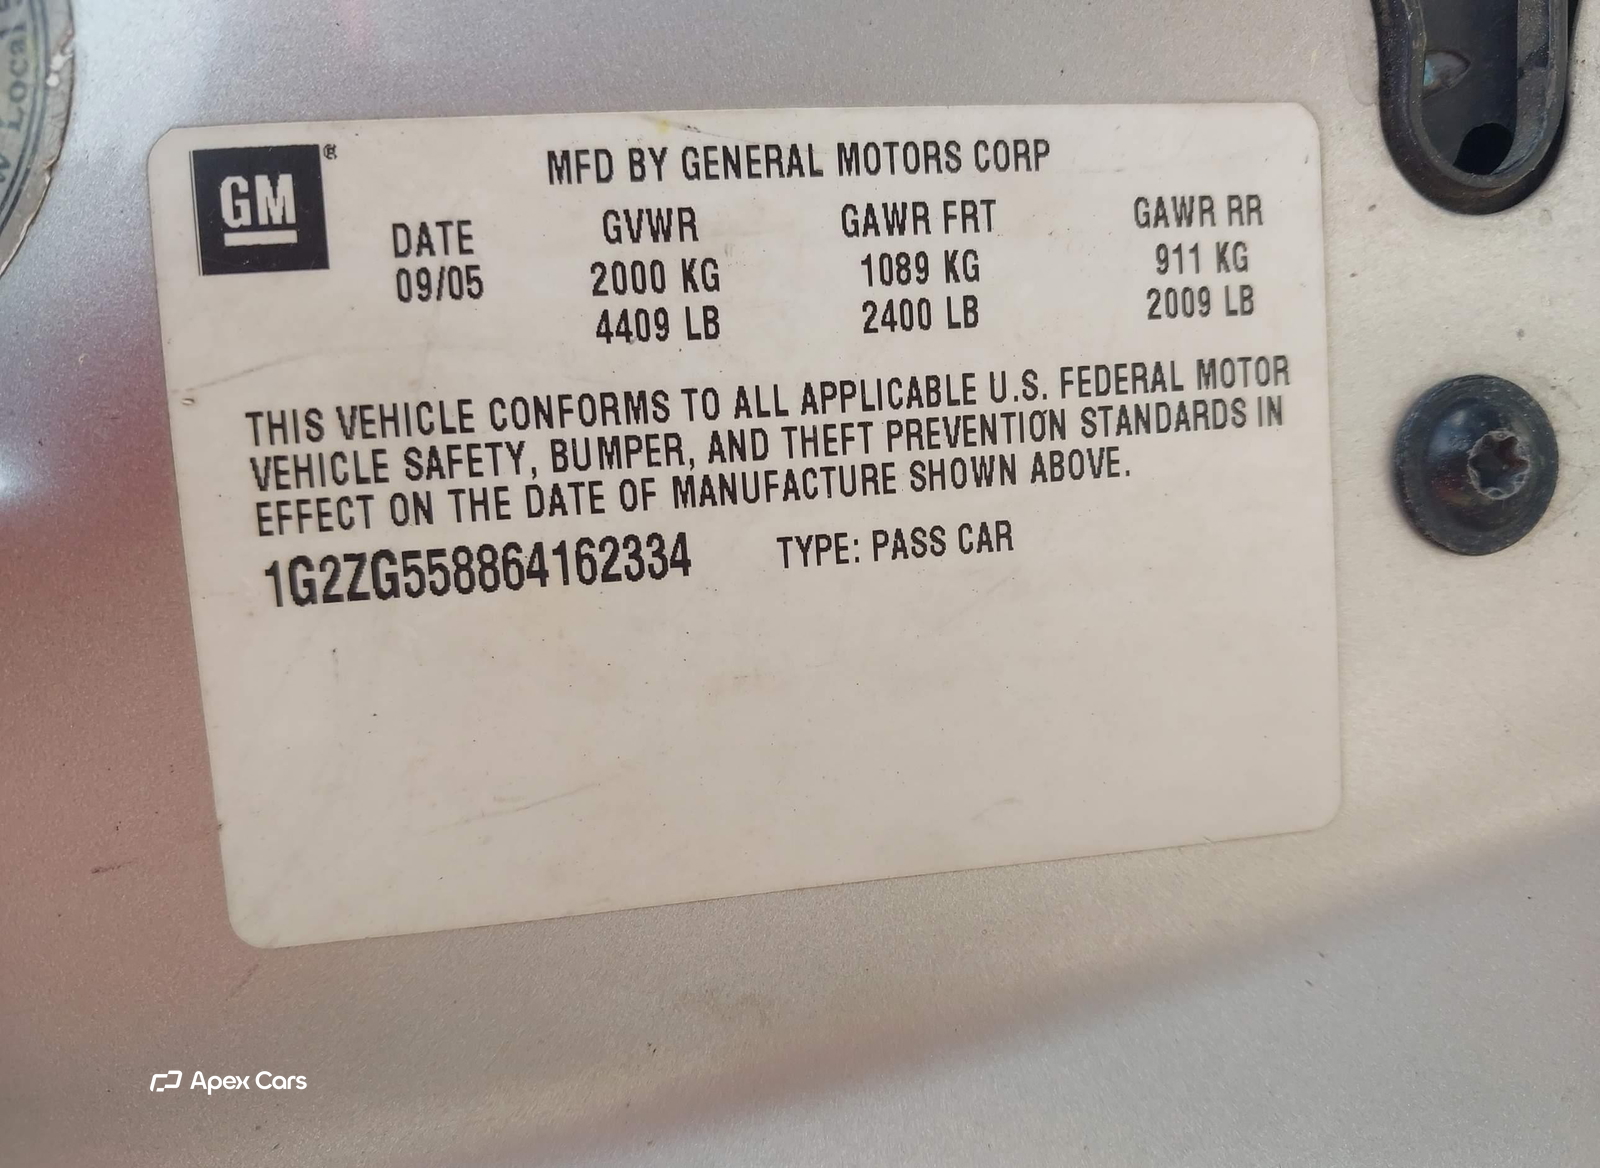 W Local
GM ®
MFD BY GENERAL MOTORS CORP
DATE GVWR GAWR FRT GAWR RR
09/05 2000 KG 1089 KG 911 KG
4409 LB 2400 LB 2009 LB
THIS VEHICLE CONFORMS TO ALL APPLICABLE U.S. FEDERAL MOTOR
VEHICLE SAFETY, BUMPER, AND THEFT PREVENTION STANDARDS IN
EFFECT ON THE DATE OF MANUFACTURE SHOWN ABOVE.
1G2ZG558864162334 TYPE: PASS CAR
Apex Cars